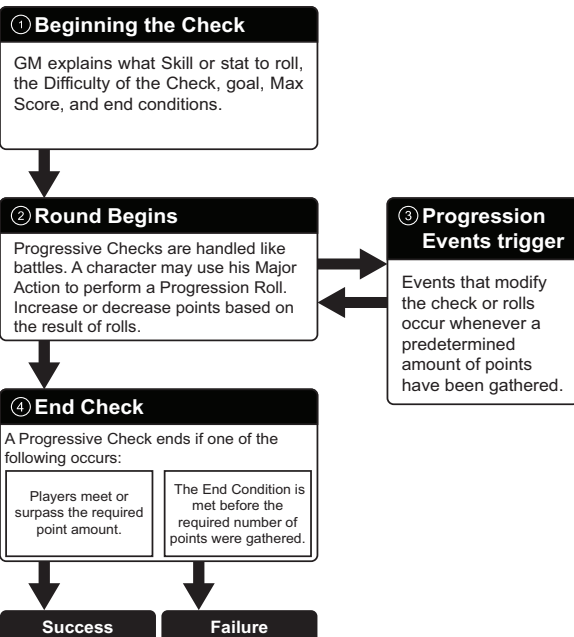 ① Beginning the Check
GM explains what Skill or stat to roll,
the Difficulty of the Check, goal, Max
Score, and end conditions.
② Round Begins
Progressive Checks are handled like
battles. A character may use his Major
Action to perform a Progression Roll.
Increase or decrease points based on
the result of rolls.
③ Progression
Events trigger
Events that modify
the check or rolls
occur whenever a
predetermined
amount of points
have been gathered.
④ End Check
A Progressive Check ends if one of the
following occurs:
Players meet or
surpass the required
point amount.
The End Condition is
met before the
required number of
points were gathered.
Success
Failure